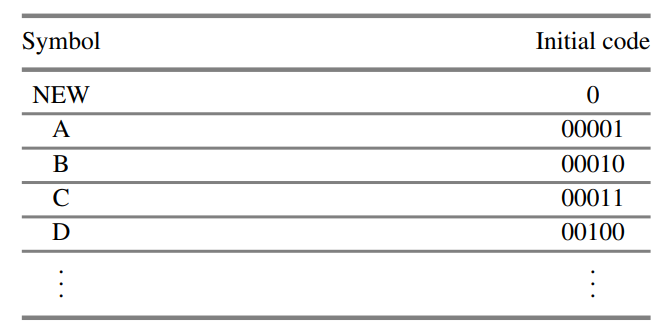 Symbol Initial code
NEW 0
A 00001
B 00010
C 00011
D 00100
⋮ ⋮